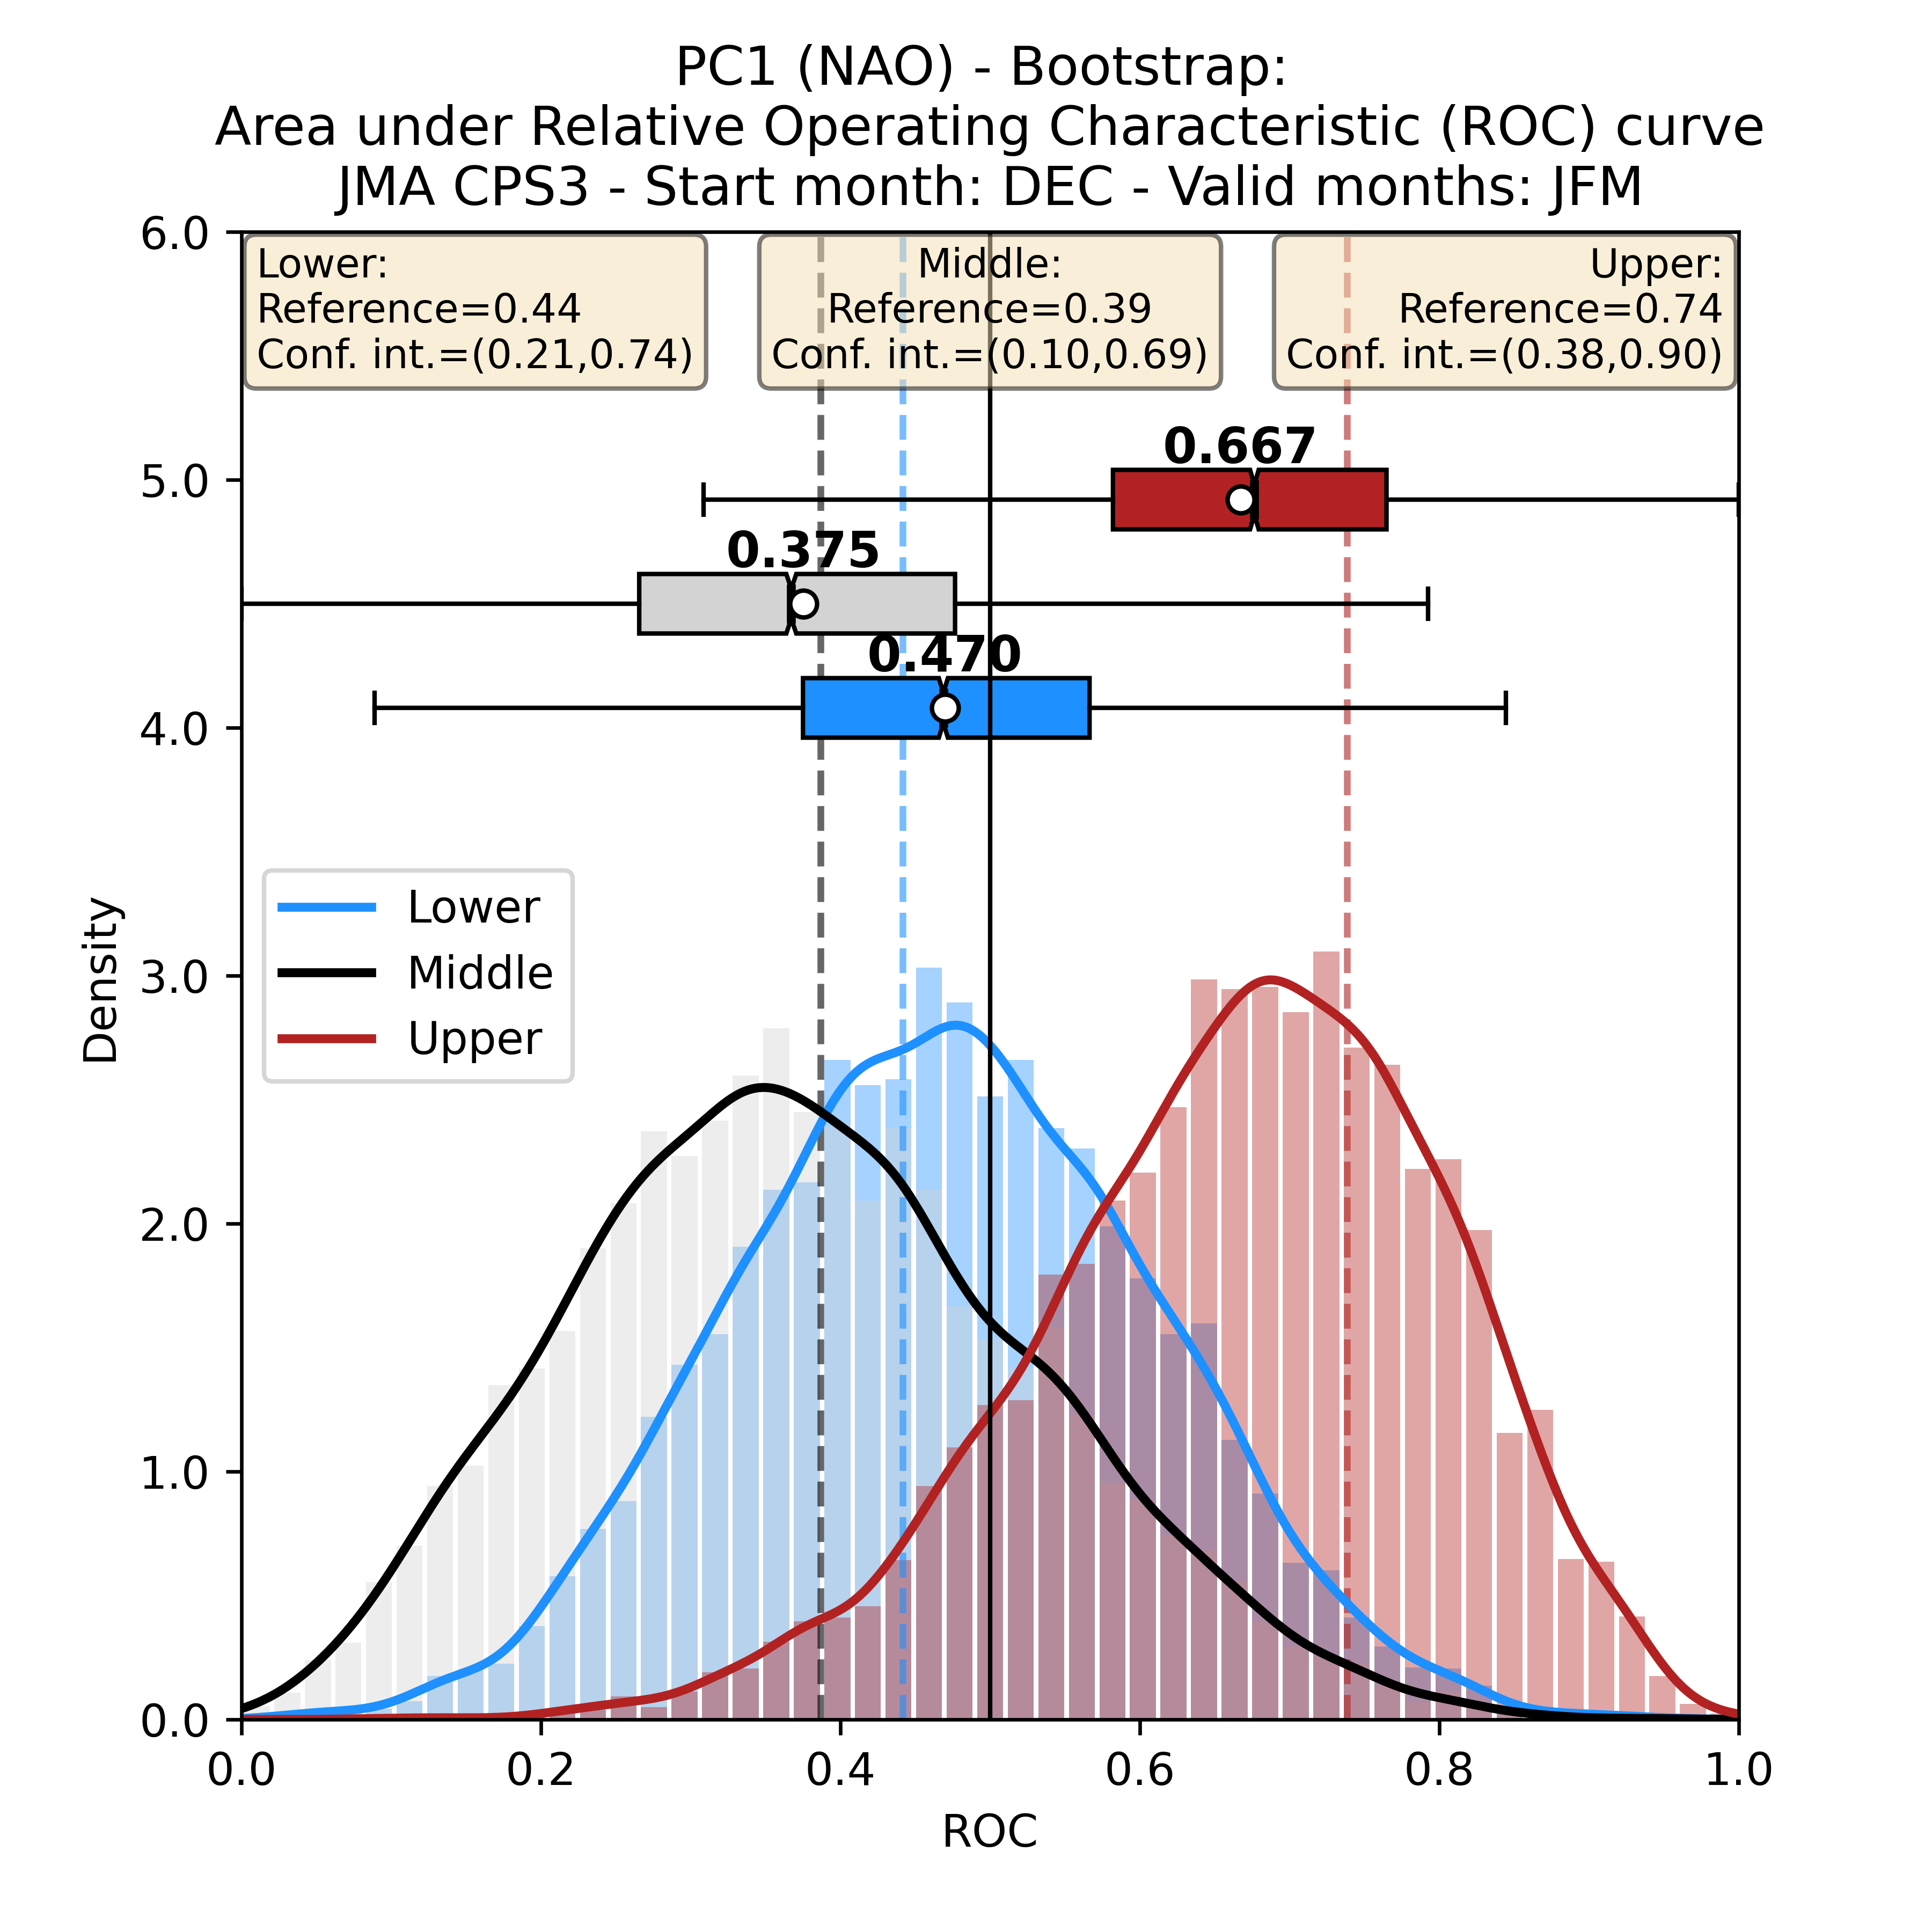 PC1 (NAO) - Bootstrap:
Area under Relative Operating Characteristic (ROC) curve
JMA CPS3 - Start month: DEC - Valid months: JFM
6.0
Lower:
Reference=0.44
Conf. int.=(0.21,0.74)
Middle:
Reference=0.39
Conf. int.=(0.10,0.69)
Upper:
Reference=0.74
Conf. int.=(0.38,0.90)
0.667
5.0
0.375
0.470
4.0
Lower
Middle
Upper
Density
3.0
2.0
1.0
0.0
0.0 0.2 0.4 0.6 0.8 1.0
ROC